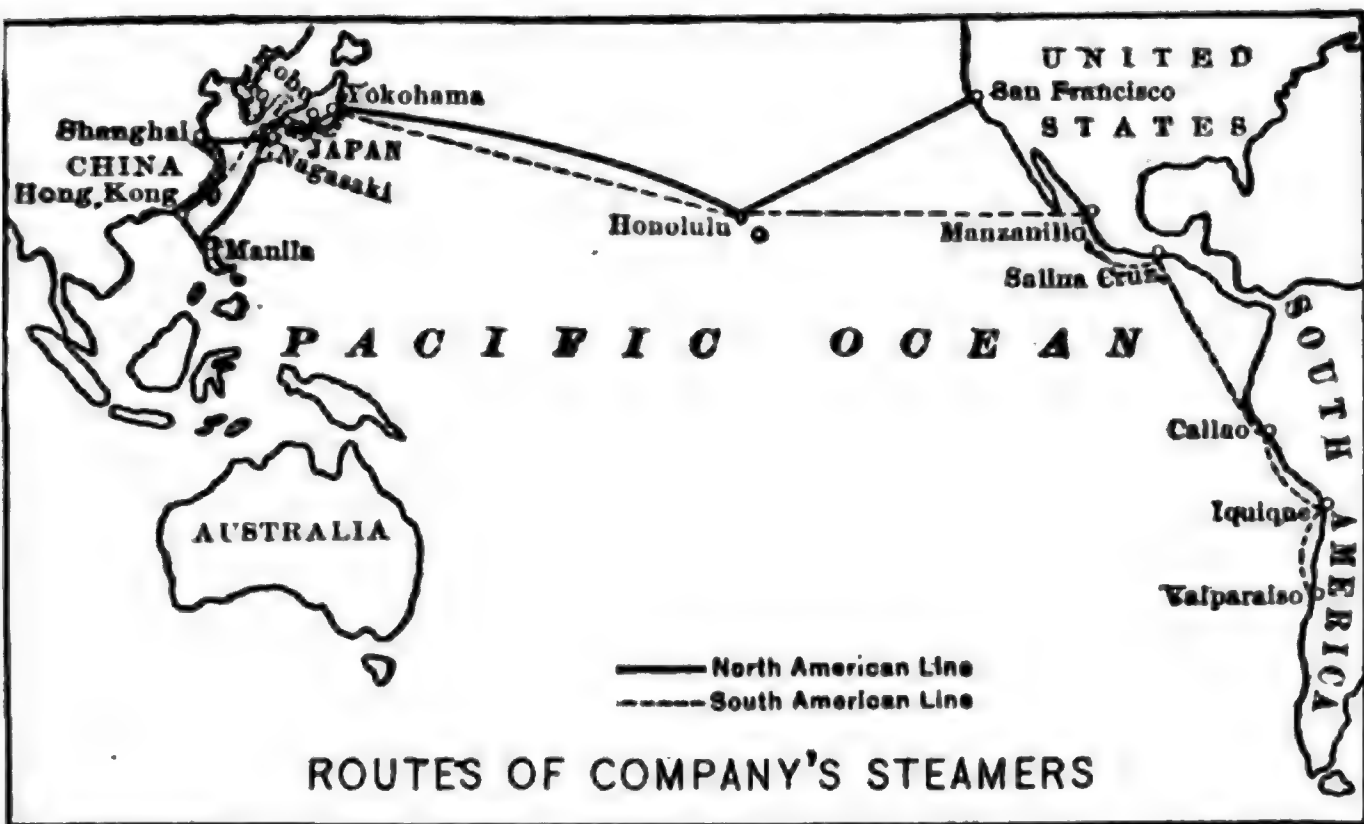 UNITED
STATES
San Francisco
Kobe
Yokohama
Shanghai
JAPAN
CHINA
Nagasaki
Hong Kong
Manila
Honolulu
Manzanillo
Salina Cruz
PACIFIC OCEAN
SOUTH AMERICA
Callao
Iquique
Valparaiso
AUSTRALIA
North American Line
South American Line
ROUTES OF COMPANY'S STEAMERS